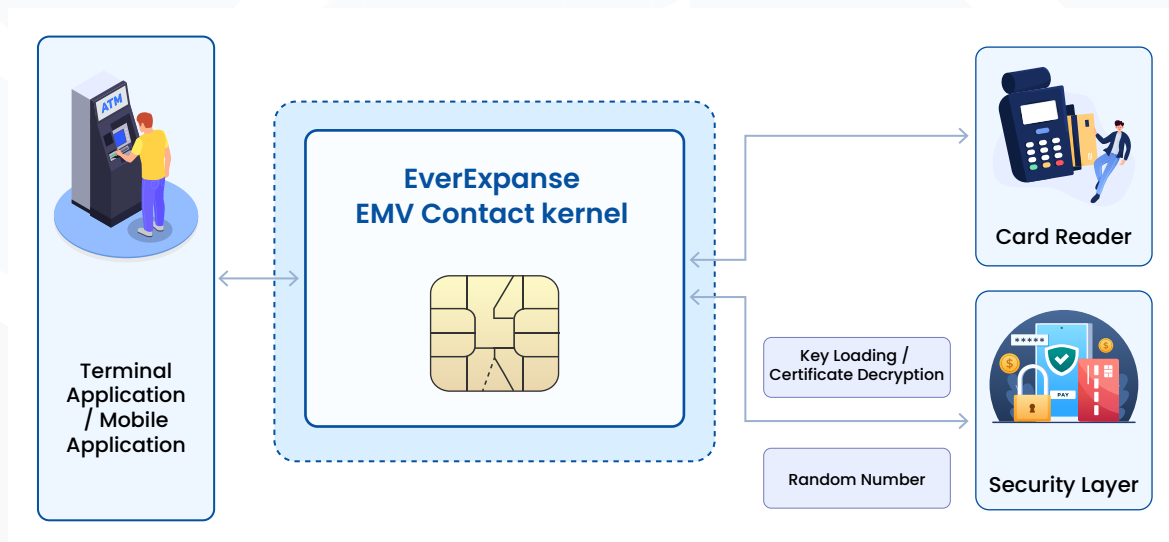 ATM
Terminal
Application
/ Mobile
Application
EverExpanse
EMV Contact kernel
Card Reader
Key Loading /
Certificate Decryption
Random Number
*****
$
$
PAY
Security Layer